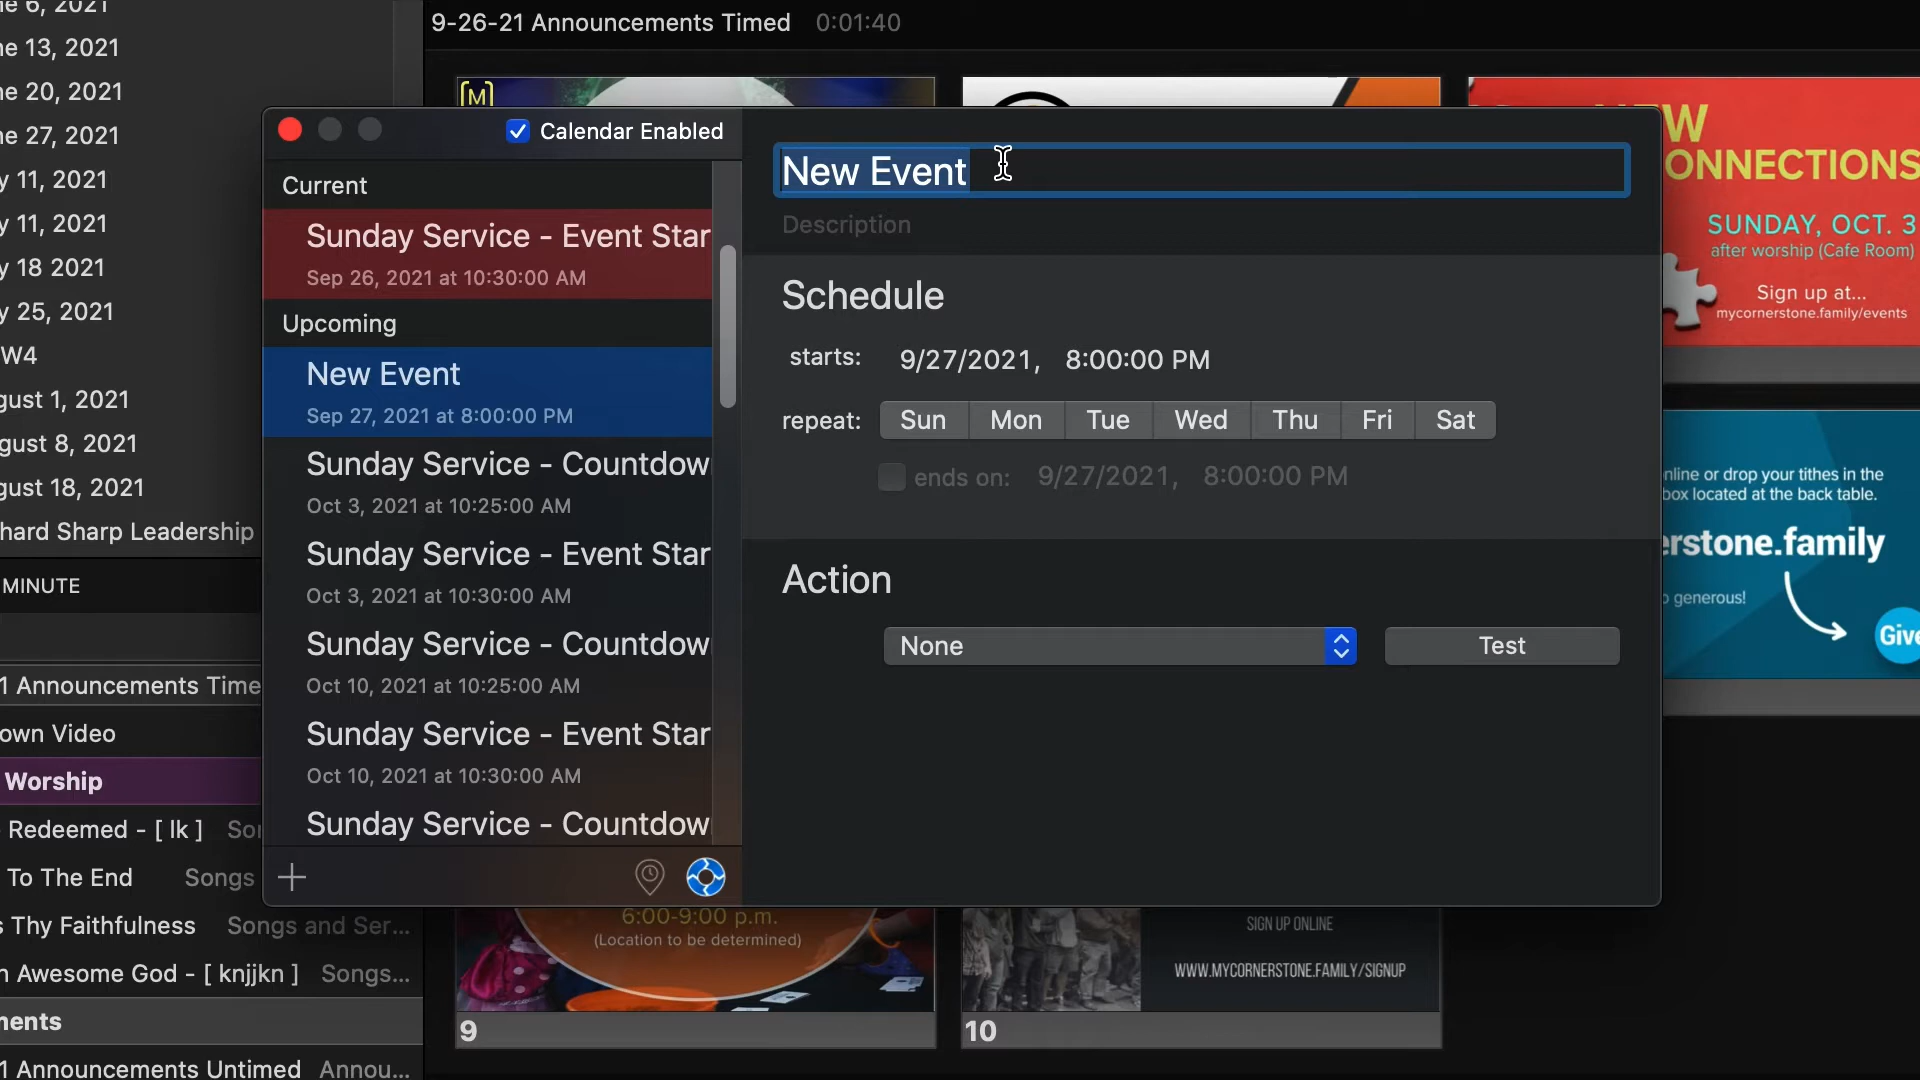 9-26-21 Announcements Timed 0:01:40
13, 2021
20, 2021
27, 2021
11, 2021
11, 2021
18 2021
25, 2021
W4
1, 2021
8, 2021
18, 2021
Sharp Leadership
MINUTE
1 Announcements
Video
Worship
Redeemed - [ lk ]
To The End Songs
Thy Faithfulness Songs and Ser...
Awesome God - [ knjjkn ] Songs...
1 Announcements Untimed Annou...
[M]
Calendar Enabled
Current
Sunday Service - Event Star
Sep 26, 2021 at 10:30:00 AM
Upcoming
New Event
Sep 27, 2021 at 8:00:00 PM
Sunday Service - Countdow
Oct 3, 2021 at 10:25:00 AM
Sunday Service - Event Star
Oct 3, 2021 at 10:30:00 AM
Sunday Service - Countdow
Oct 10, 2021 at 10:25:00 AM
Sunday Service - Event Star
Oct 10, 2021 at 10:30:00 AM
Sunday Service - Countdow
New Event
Description
Schedule
starts: 9/27/2021, 8:00:00 PM
repeat: Sun Mon Tue Wed Thu Fri Sat
ends on: 9/27/2021, 8:00:00 PM
Action
None Test
W
ONNECTIONS
SUNDAY, OCT. 3
after worship (Cafe Room)
Sign up at...
mycornerstone.family/events
nline or drop your tithes in the
box located at the back table.
erstone.family
generous!
Give
6:00-9:00 p.m.
(Location to be determined)
SIGN UP ONLINE
WWW.MYCORNERSTONE.FAMILY/SIGNUP
9
10